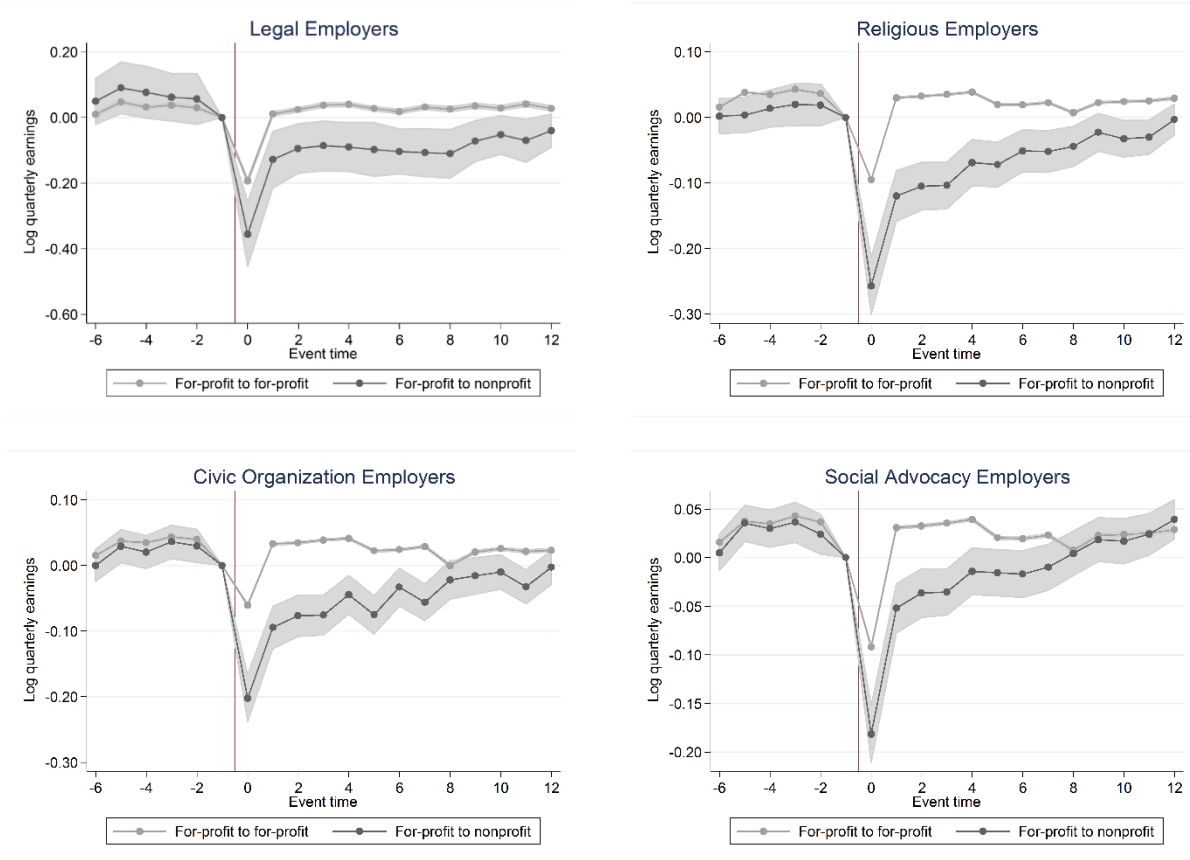 Legal Employers
Log quarterly earnings
0.20
0.00
-0.20
-0.40
-0.60
-6 -4 -2 0 2 4 6 8 10 12
Event time
For-profit to for-profit For-profit to nonprofit
Religious Employers
Log quarterly earnings
0.10
0.00
-0.10
-0.20
-0.30
-6 -4 -2 0 2 4 6 8 10 12
Event time
For-profit to for-profit For-profit to nonprofit
Civic Organization Employers
Log quarterly earnings
0.10
0.00
-0.10
-0.20
-0.30
-6 -4 -2 0 2 4 6 8 10 12
Event time
For-profit to for-profit For-profit to nonprofit
Social Advocacy Employers
Log quarterly earnings
0.05
0.00
-0.05
-0.10
-0.15
-0.20
-6 -4 -2 0 2 4 6 8 10 12
Event time
For-profit to for-profit For-profit to nonprofit